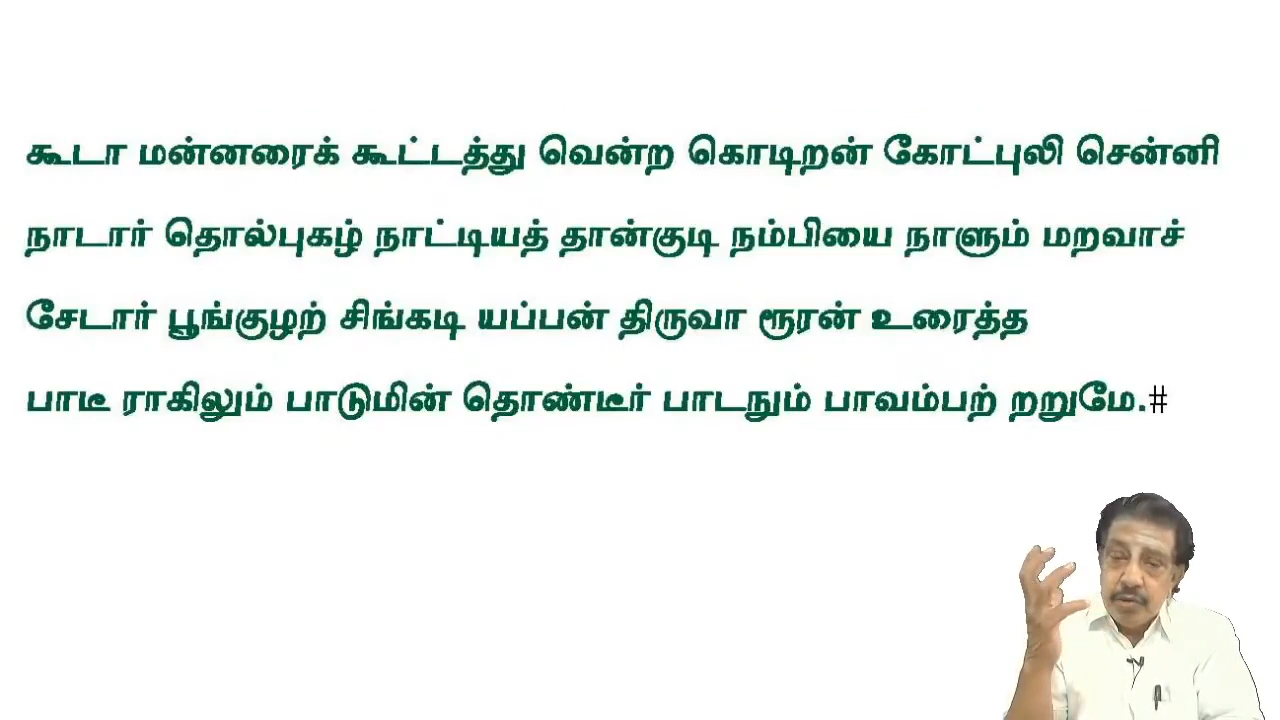 கூடா மன்னரைக் கூட்டத்து வென்ற கொடிறன் கோட்புலி சென்னி
நாடார் தொல்புகழ் நாட்டியத் தான்குடி நம்பியை நாளும் மறவாச்
சேடார் பூங்குழற் சிங்கடி யப்பன் திருவா ரூரன் உரைத்த
பாடீ ராகிலும் பாடுமின் தொண்டீர் பாடநும் பாவம்பற் றறுமே.#